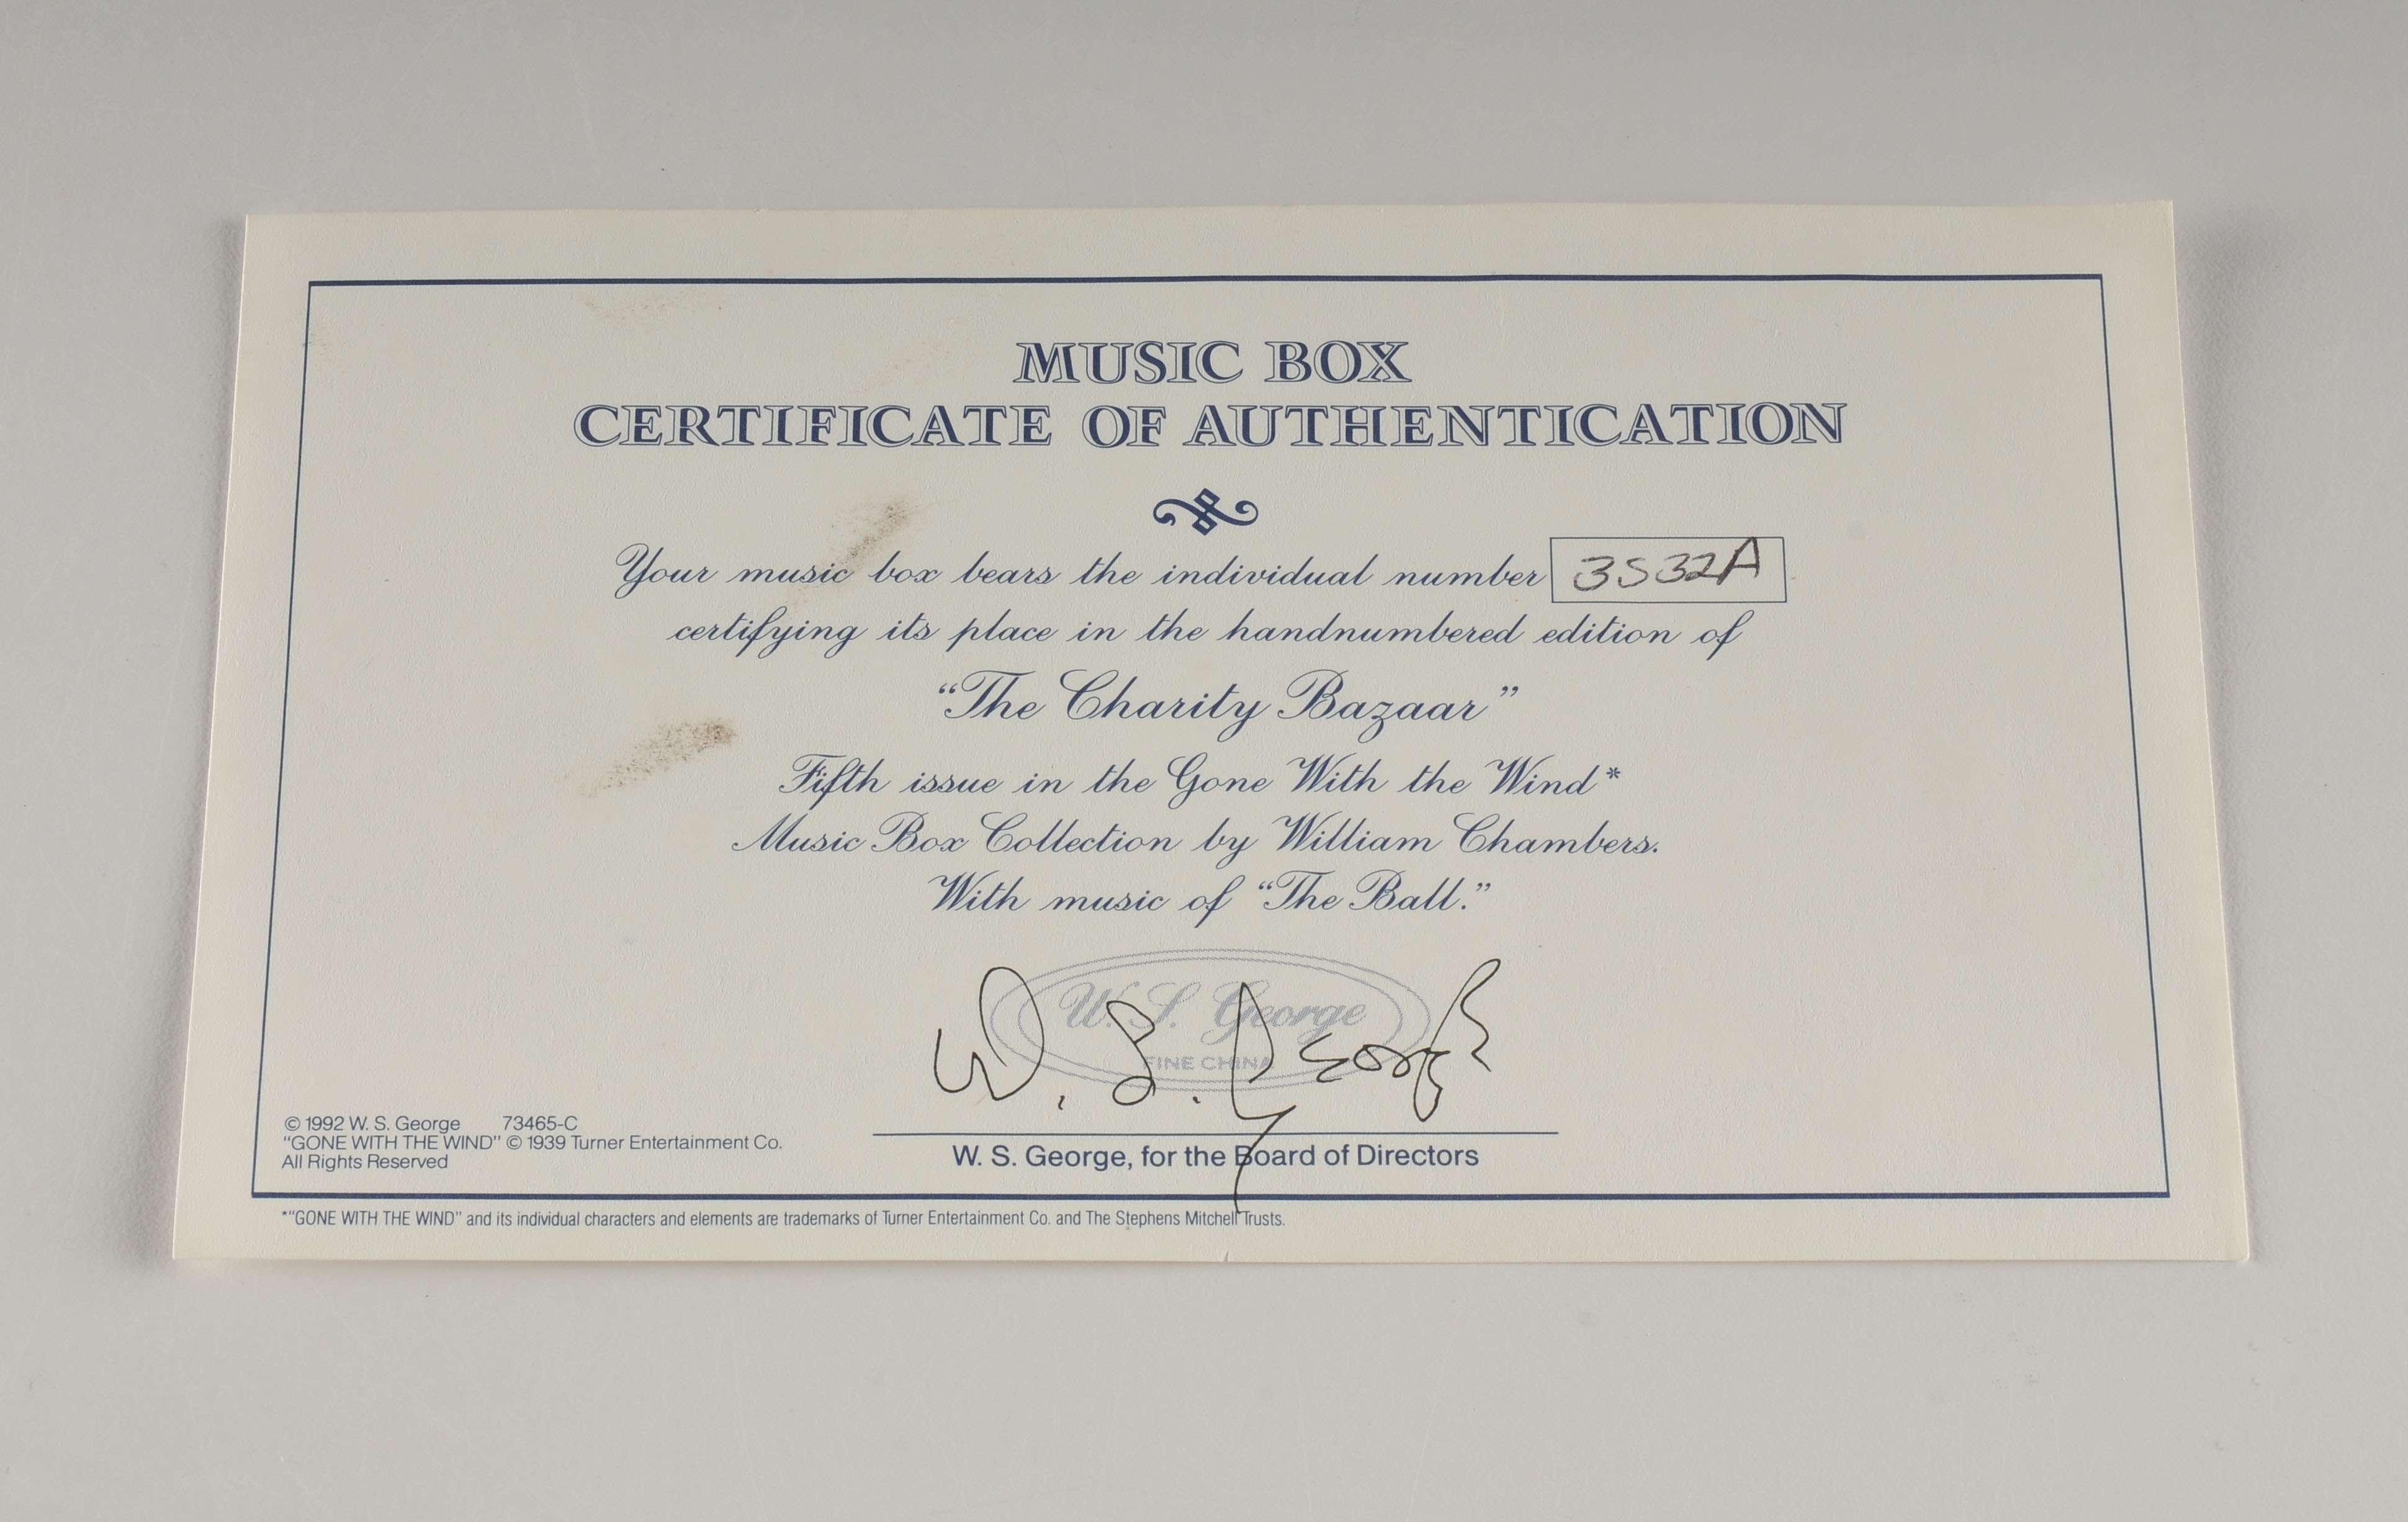 MUSIC BOX
CERTIFICATE OF AUTHENTICATION
Your music box bears the individual number 3532A
certifying its place in the handnumbered edition of
“The Charity Bazaar”
Fifth issue in the Gone With the Wind*
Music Box Collection by William Chambers.
With music of “The Ball.”
W. S. George
FINE CHINA
W. S. George
W. S. George, for the Board of Directors
© 1992 W. S. George 73465-C
“GONE WITH THE WIND” © 1939 Turner Entertainment Co.
All Rights Reserved
*“GONE WITH THE WIND” and its individual characters and elements are trademarks of Turner Entertainment Co. and The Stephens Mitchell Trusts.